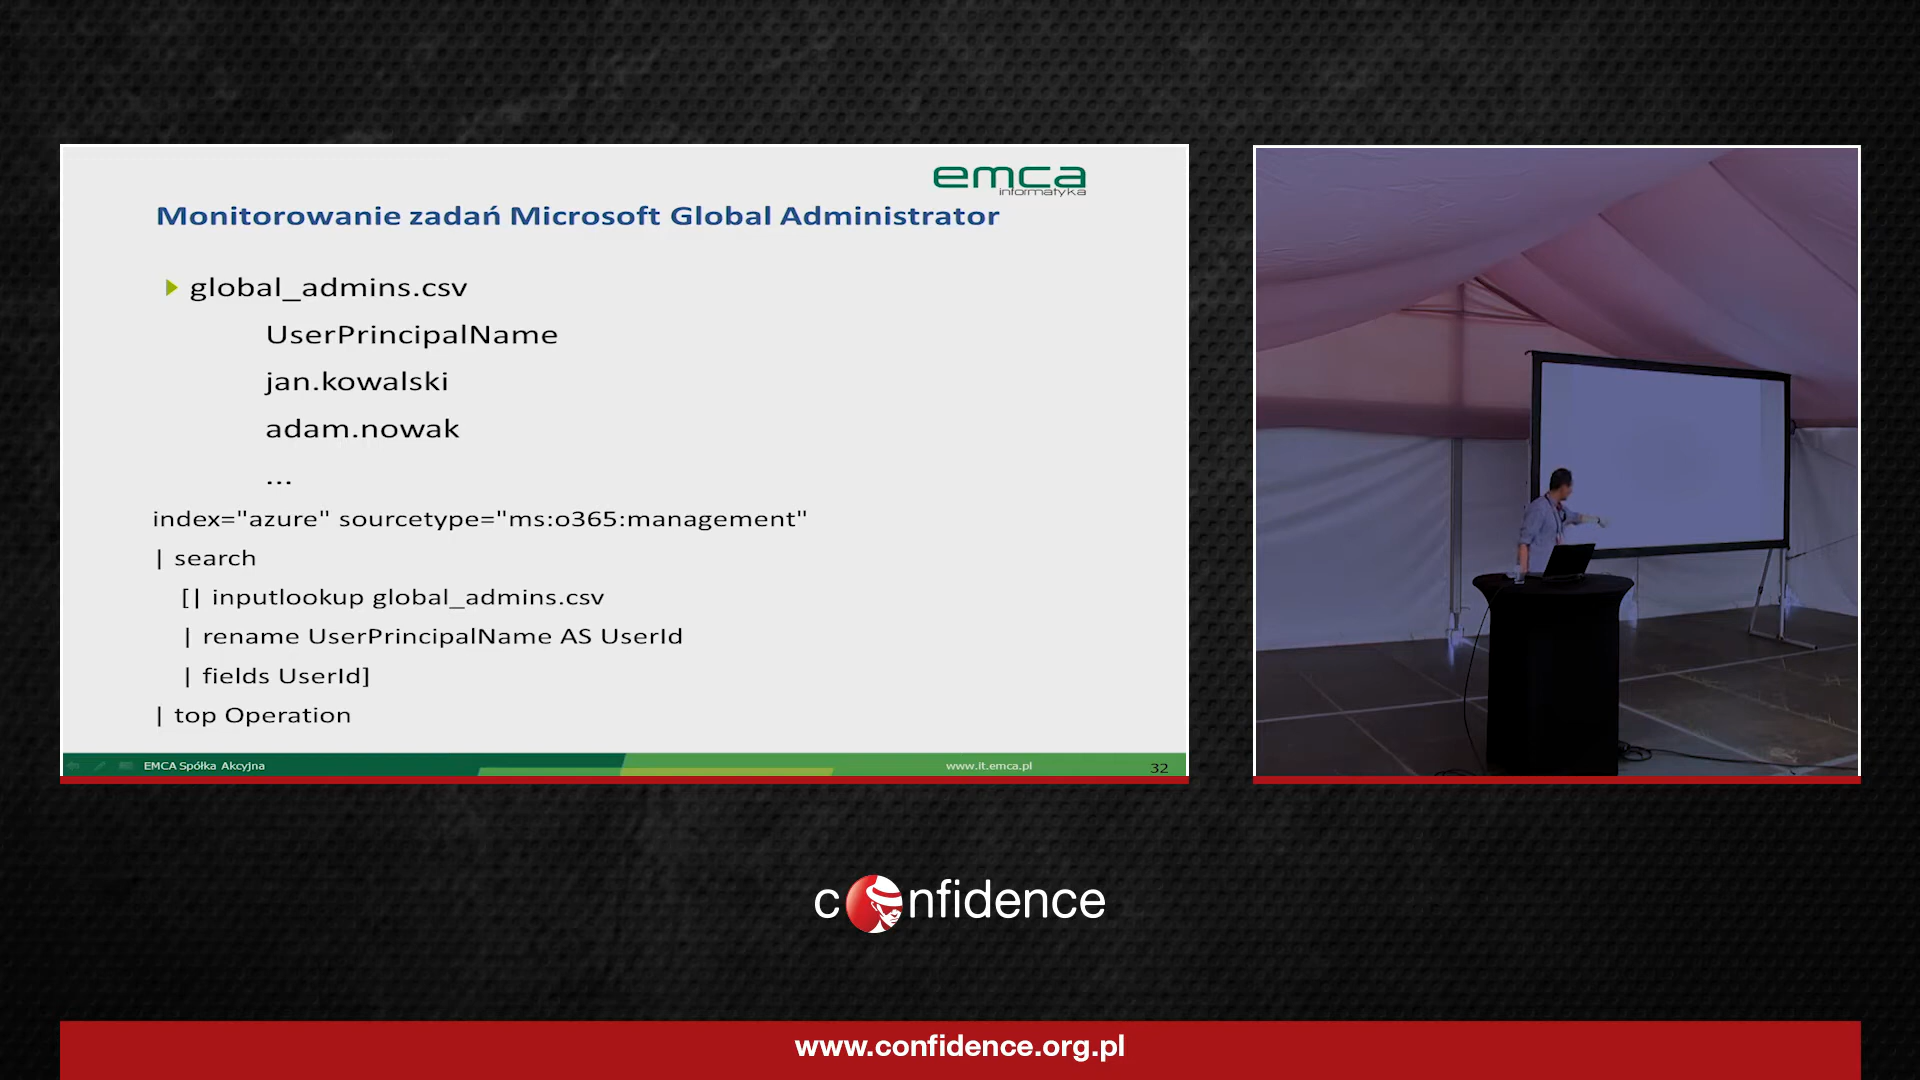 emca
informatyka
Monitorowanie zadań Microsoft Global Administrator
global_admins.csv
UserPrincipalName
jan.kowalski
adam.nowak
...
index="azure" sourcetype="ms:o365:management"
| search
[| inputlookup global_admins.csv
| rename UserPrincipalName AS UserId
| fields UserId]
| top Operation
EMCA Spółka Akcyjna
www.it.emca.pl
32
confidence
www.confidence.org.pl